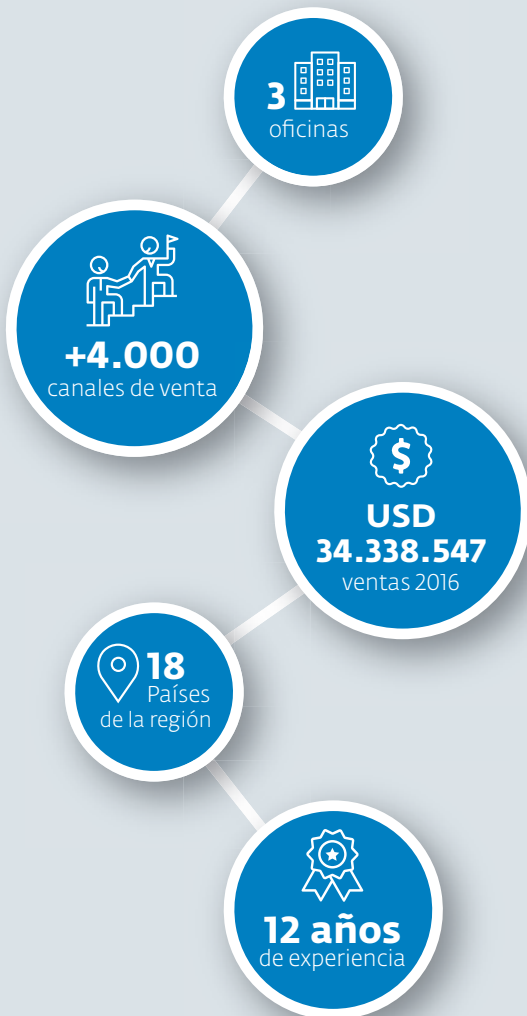 3
oficinas
+4.000
canales de venta
$
USD
34.338.547
ventas 2016
18
Países
de la región
12 años
de experiencia